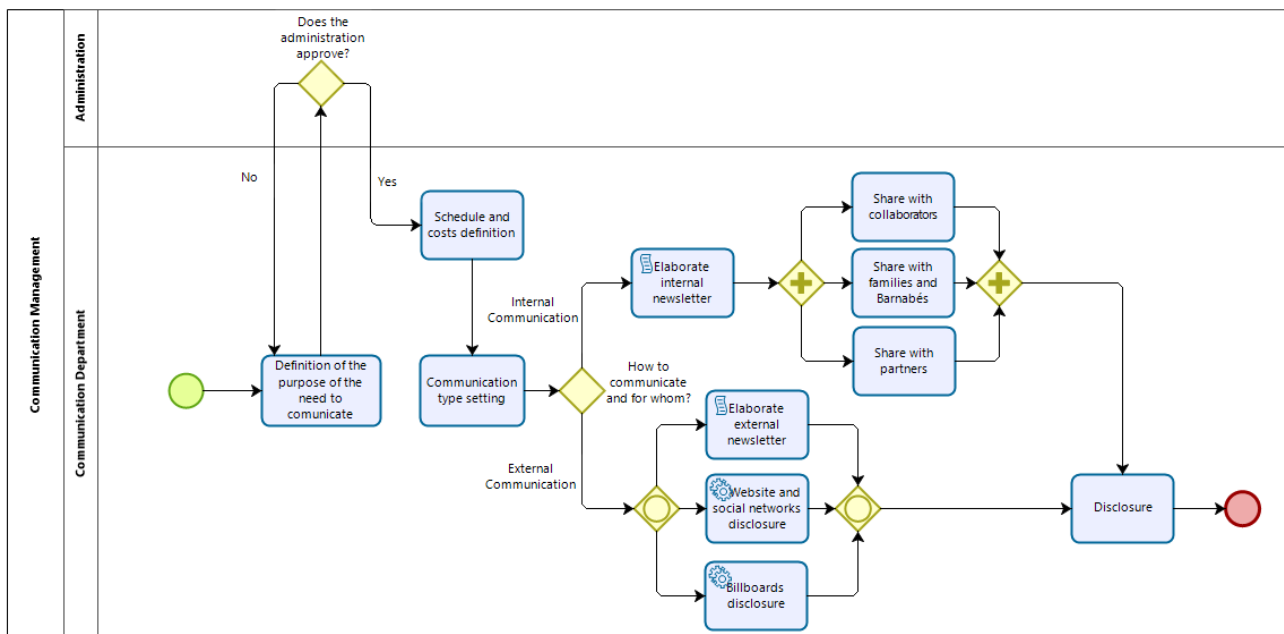 Communication Management
Administration
Communication Department
Does the
administration
approve?
No
Yes
Definition of the
purpose of the
need to
comunicate
Schedule and
costs definition
Communication
type setting
Internal
Communication
How to
communicate
and for whom?
External
Communication
Elaborate
internal
newsletter
Share with
collaborators
Share with
families and
Barnabés
Share with
partners
Elaborate
external
newsletter
Website and
social networks
disclosure
Billboards
disclosure
Disclosure